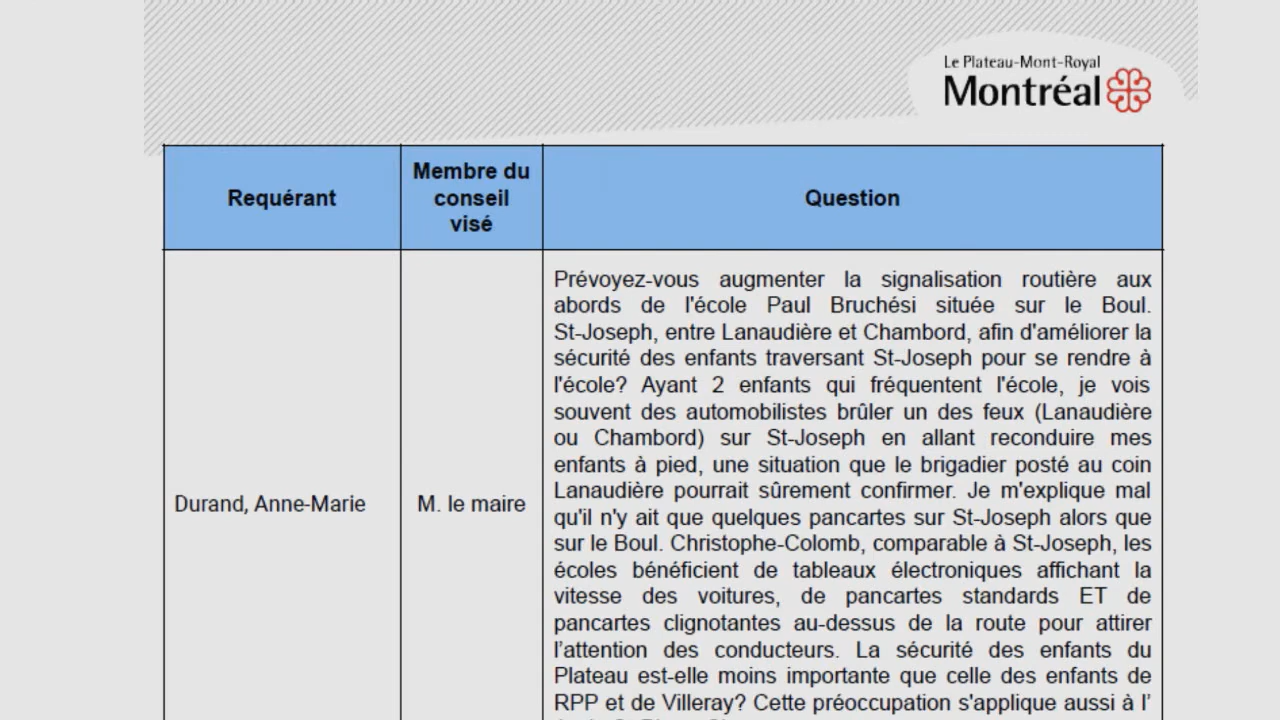 Le Plateau-Mont-Royal
Montréal
Requérant
Membre du
conseil
visé
Question
Durand, Anne-Marie
M. le maire
Prévoyez-vous augmenter la signalisation routière aux
abords de l'école Paul Bruchési située sur le Boul.
St-Joseph, entre Lanaudière et Chambord, afin d'améliorer la
sécurité des enfants traversant St-Joseph pour se rendre à
l'école? Ayant 2 enfants qui fréquentent l'école, je vois
souvent des automobilistes brûler un des feux (Lanaudière
ou Chambord) sur St-Joseph en allant reconduire mes
enfants à pied, une situation que le brigadier posté au coin
Lanaudière pourrait sûrement confirmer. Je m'explique mal
qu'il n'y ait que quelques pancartes sur St-Joseph alors que
sur le Boul. Christophe-Colomb, comparable à St-Joseph, les
écoles bénéficient de tableaux électroniques affichant la
vitesse des voitures, de pancartes standards ET de
pancartes clignotantes au-dessus de la route pour attirer
l’attention des conducteurs. La sécurité des enfants du
Plateau est-elle moins importante que celle des enfants de
RPP et de Villeray? Cette préoccupation s'applique aussi à l’